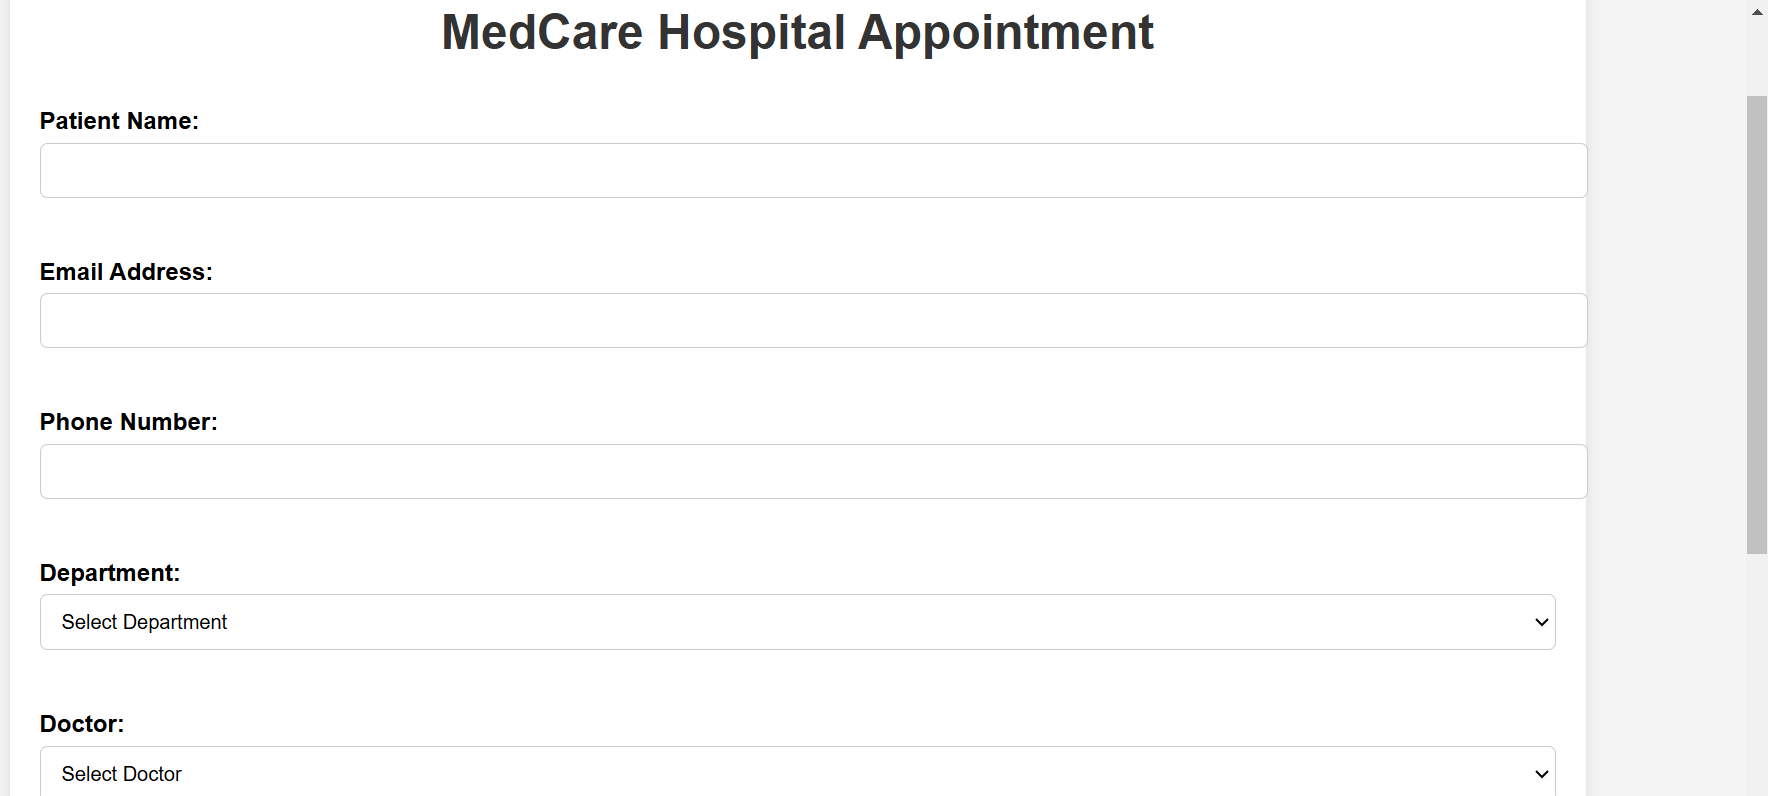 MedCare Hospital Appointment
Patient Name:
Email Address:
Phone Number:
Department:
Select Department
Doctor:
Select Doctor